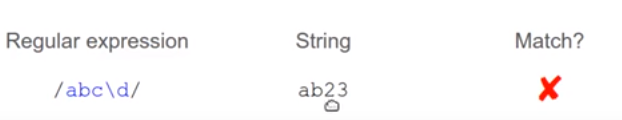 Regular expression String Match?
/abc\d/ ab23 ✘